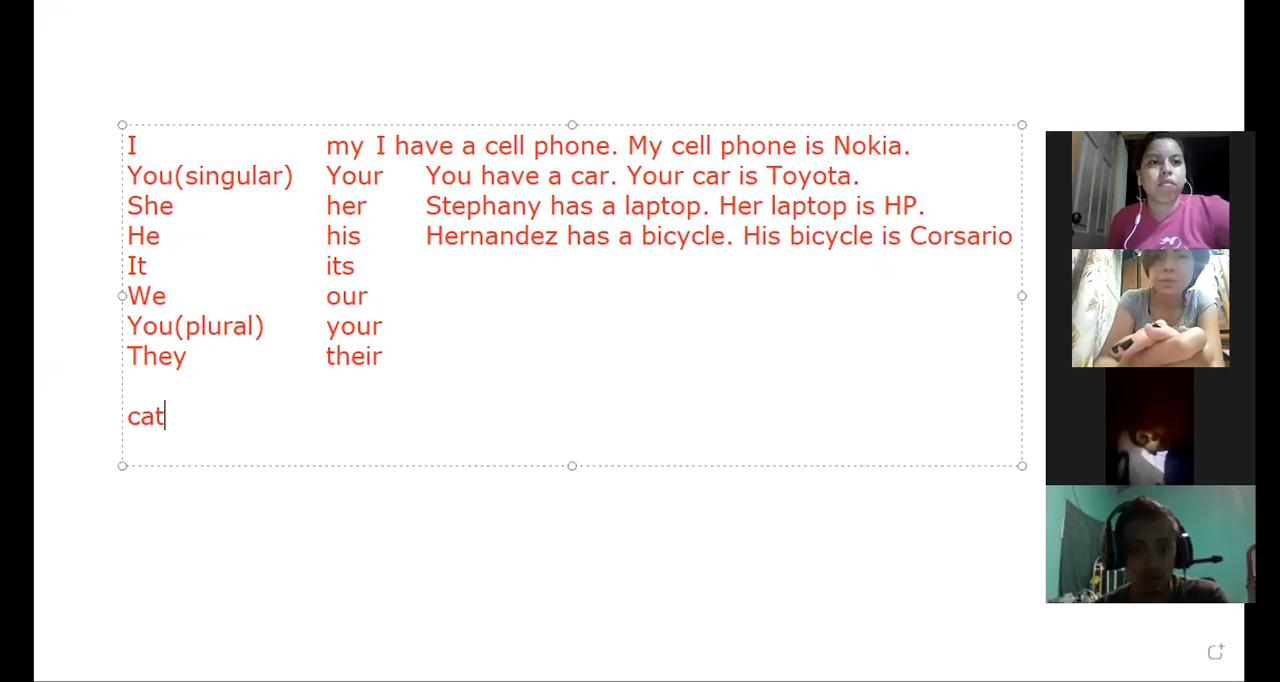 I my I have a cell phone. My cell phone is Nokia.
You(singular) Your You have a car. Your car is Toyota.
She her Stephany has a laptop. Her laptop is HP.
He his Hernandez has a bicycle. His bicycle is Corsario
It its
We our
You(plural) your
They their
cat